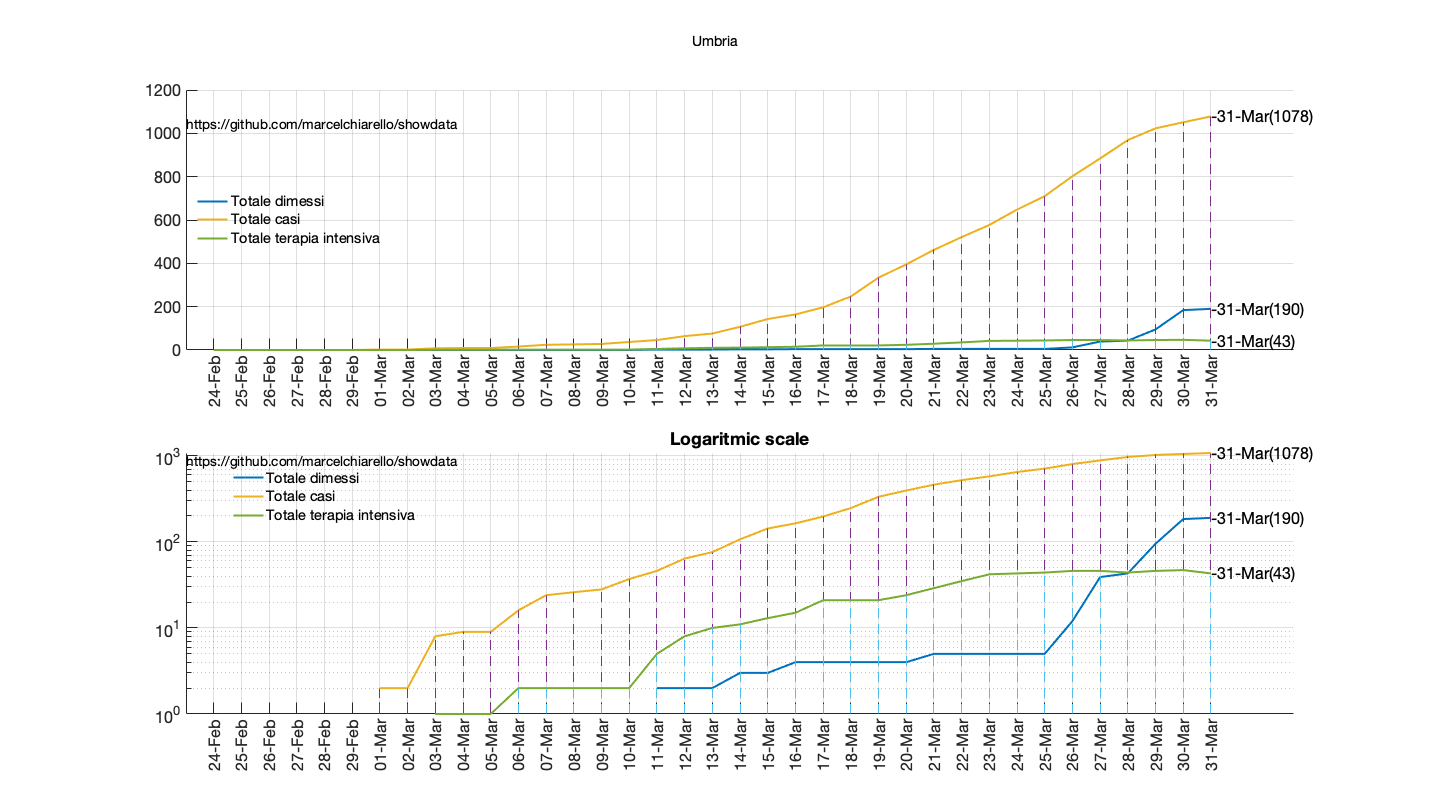 Umbria
1200
1000
800
600
400
200
0
https://github.com/marcelchiarello/showdata
Totale dimessi
Totale casi
Totale terapia intensiva
-31-Mar(1078)
-31-Mar(190)
-31-Mar(43)
24-Feb
25-Feb
26-Feb
27-Feb
28-Feb
29-Feb
01-Mar
02-Mar
03-Mar
04-Mar
05-Mar
06-Mar
07-Mar
08-Mar
09-Mar
10-Mar
11-Mar
12-Mar
13-Mar
14-Mar
15-Mar
16-Mar
17-Mar
18-Mar
19-Mar
20-Mar
21-Mar
22-Mar
23-Mar
24-Mar
25-Mar
26-Mar
27-Mar
28-Mar
29-Mar
30-Mar
31-Mar
Logaritmic scale
10³
10²
10¹
10⁰
https://github.com/marcelchiarello/showdata
Totale dimessi
Totale casi
Totale terapia intensiva
-31-Mar(1078)
-31-Mar(190)
-31-Mar(43)
24-Feb
25-Feb
26-Feb
27-Feb
28-Feb
29-Feb
01-Mar
02-Mar
03-Mar
04-Mar
05-Mar
06-Mar
07-Mar
08-Mar
09-Mar
10-Mar
11-Mar
12-Mar
13-Mar
14-Mar
15-Mar
16-Mar
17-Mar
18-Mar
19-Mar
20-Mar
21-Mar
22-Mar
23-Mar
24-Mar
25-Mar
26-Mar
27-Mar
28-Mar
29-Mar
30-Mar
31-Mar